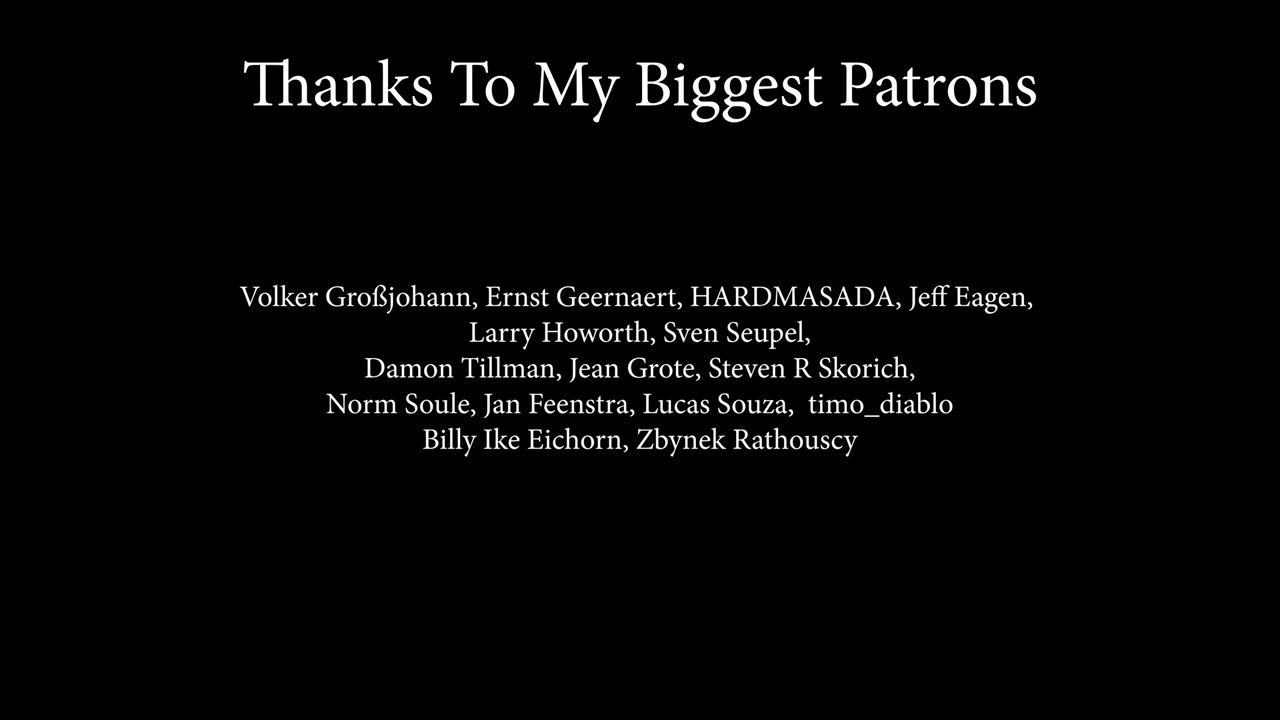 Thanks To My Biggest Patrons
Volker Großjohann, Ernst Geernaert, HARDMASADA, Jeff Eagen,
Larry Howorth, Sven Seupel,
Damon Tillman, Jean Grote, Steven R Skorich,
Norm Soule, Jan Feenstra, Lucas Souza,  timo_diablo
Billy Ike Eichorn, Zbynek Rathouscy